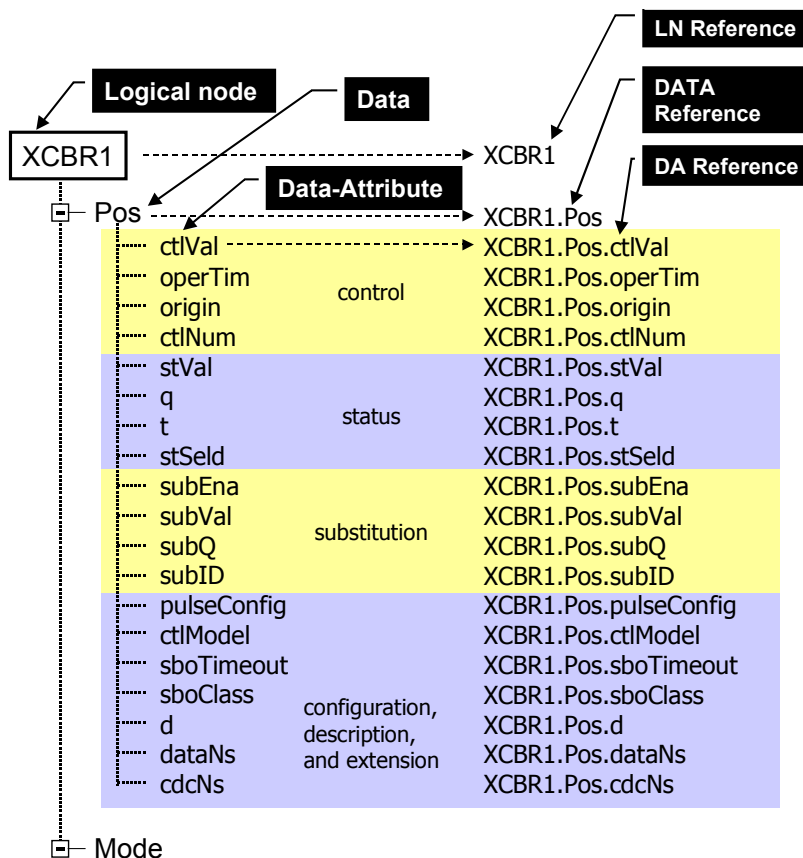 LN Reference
Logical node
Data
DATA
Reference
XCBR1
XCBR1
DA Reference
Data-Attribute
Pos
XCBR1.Pos
ctlVal
XCBR1.Pos.ctlVal
operTim
XCBR1.Pos.operTim
control
origin
XCBR1.Pos.origin
ctlNum
XCBR1.Pos.ctlNum
stVal
XCBR1.Pos.stVal
q
XCBR1.Pos.q
status
t
XCBR1.Pos.t
stSeld
XCBR1.Pos.stSeld
subEna
XCBR1.Pos.subEna
subVal
XCBR1.Pos.subVal
substitution
subQ
XCBR1.Pos.subQ
subID
XCBR1.Pos.subID
pulseConfig
XCBR1.Pos.pulseConfig
ctlModel
XCBR1.Pos.ctlModel
sboTimeout
XCBR1.Pos.sboTimeout
sboClass
XCBR1.Pos.sboClass
configuration,
description,
and extension
d
XCBR1.Pos.d
dataNs
XCBR1.Pos.dataNs
cdcNs
XCBR1.Pos.cdcNs
Mode